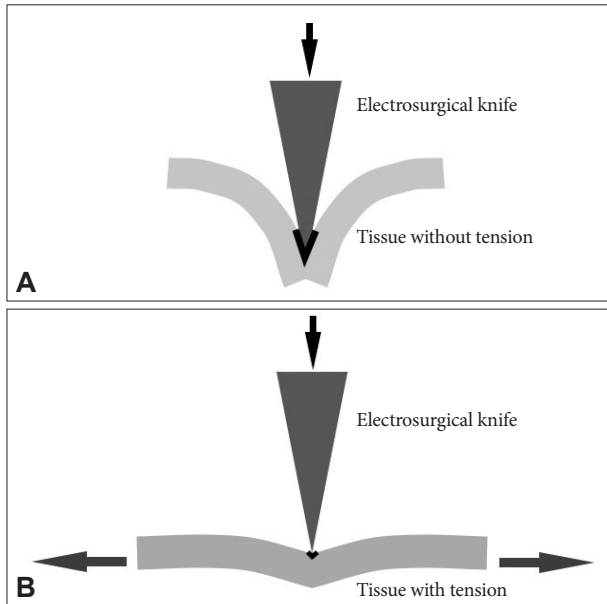 Electrosurgical knife
Tissue without tension
A
Electrosurgical knife
B
Tissue with tension